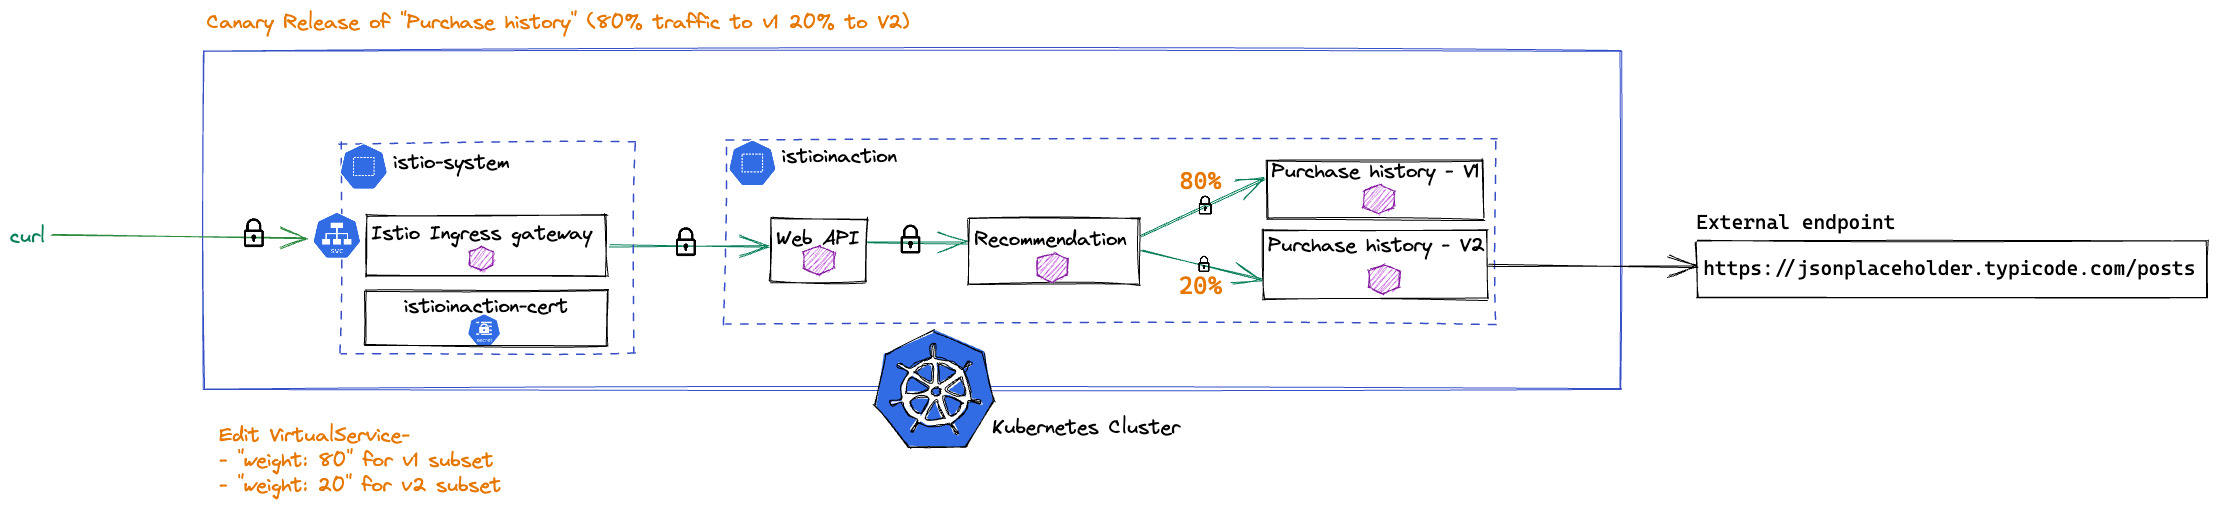 Canary Release of "Purchase history" (80% traffic to v1 20% to V2)
istio-system
istioinaction
curl
svc
Istio Ingress gateway
istioinaction-cert
secret
Web API
Recommendation
80%
20%
Purchase history - V1
Purchase history - V2
External endpoint
https://jsonplaceholder.typicode.com/posts
Kubernetes Cluster
Edit VirtualService-
- "weight: 80" for v1 subset
- "weight: 20" for v2 subset